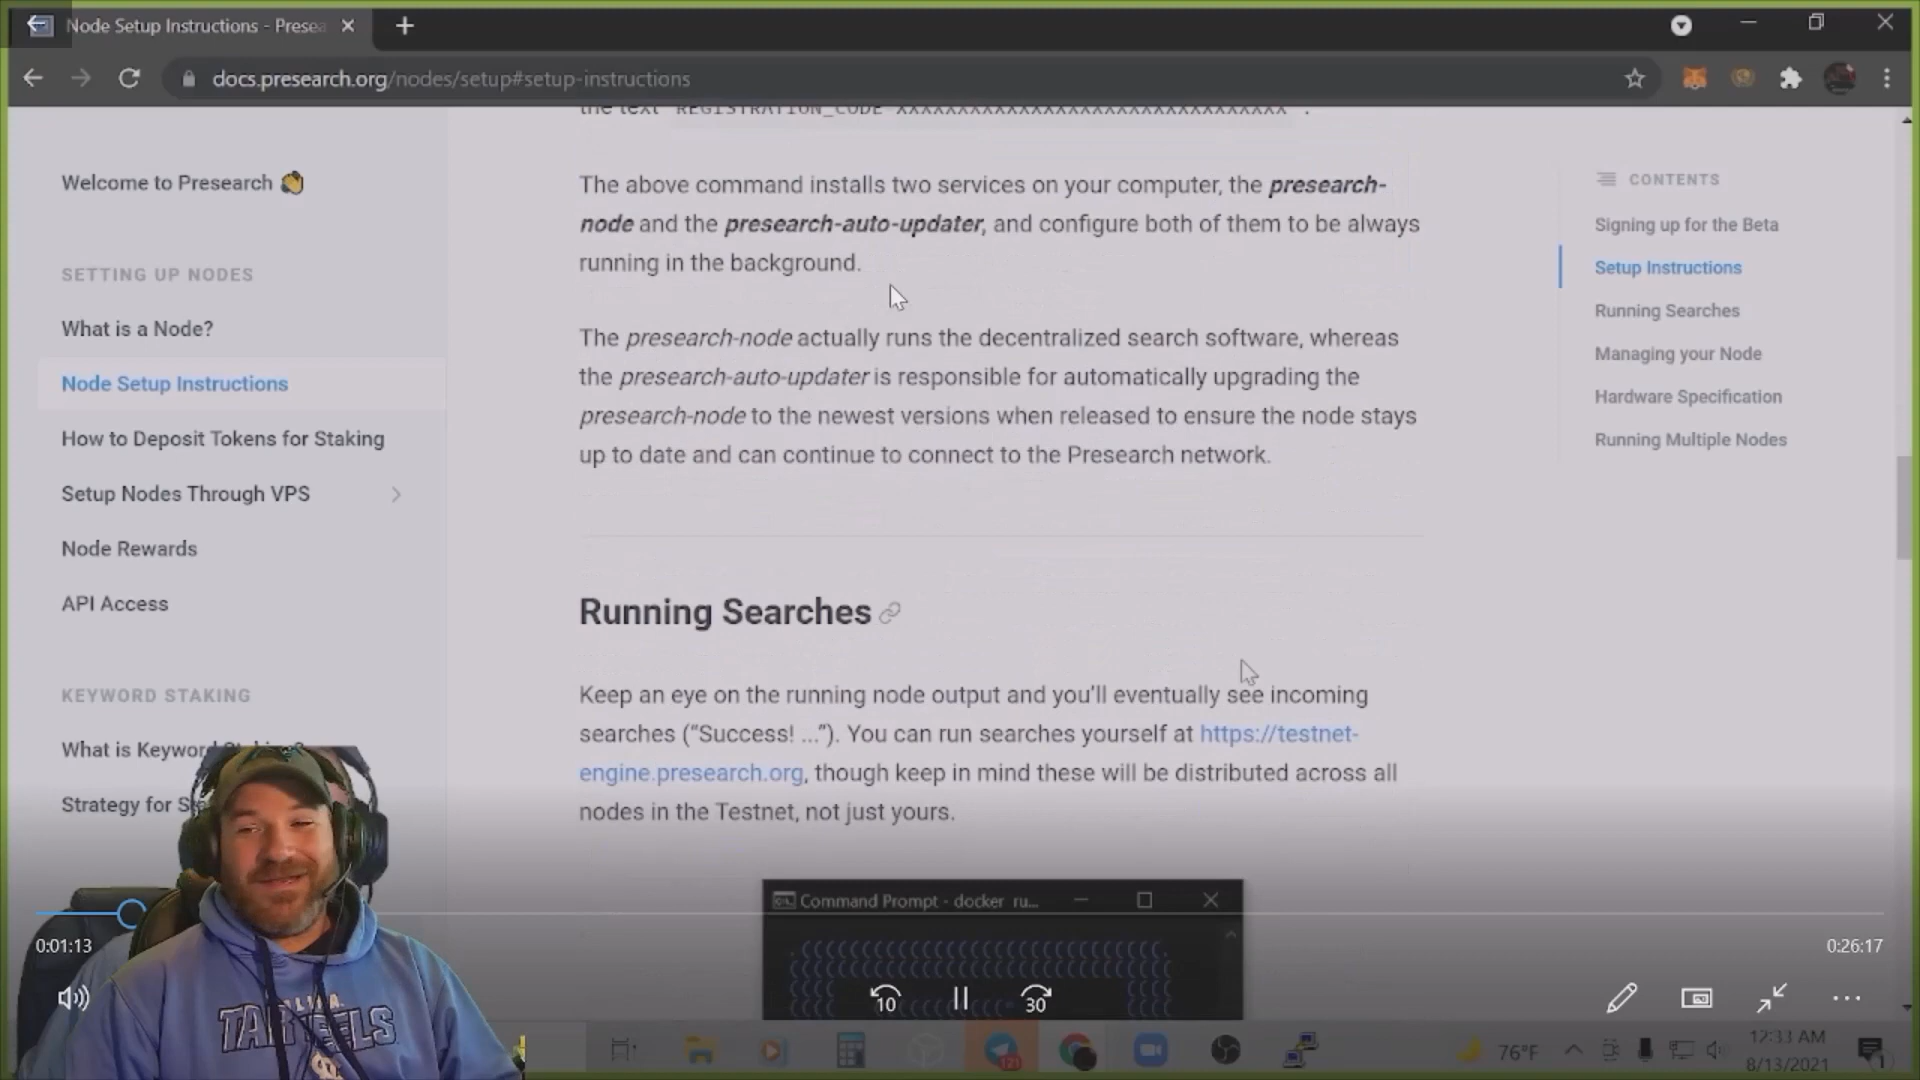 Node Setup Instructions - Presea
docs.presearch.org/nodes/setup#setup-instructions
the text REGISTRATION_CODE XXXXXXXXXXXXXXXXXXXXXXXXXXXXXXXX .
Welcome to Presearch
SETTING UP NODES
What is a Node?
Node Setup Instructions
How to Deposit Tokens for Staking
Setup Nodes Through VPS
Node Rewards
API Access
KEYWORD STAKING
What is Keyword
Strategy for
The above command installs two services on your computer, the presearch-
node and the presearch-auto-updater, and configure both of them to be always
running in the background.
The presearch-node actually runs the decentralized search software, whereas
the presearch-auto-updater is responsible for automatically upgrading the
presearch-node to the newest versions when released to ensure the node stays
up to date and can continue to connect to the Presearch network.
Running Searches
Keep an eye on the running node output and you'll eventually see incoming
searches (“Success! ...”). You can run searches yourself at https://testnet-
engine.presearch.org, though keep in mind these will be distributed across all
nodes in the Testnet, not just yours.
CONTENTS
Signing up for the Beta
Setup Instructions
Running Searches
Managing your Node
Hardware Specification
Running Multiple Nodes
Command Prompt - docker ru...
0:01:13
0:26:17
10
30
TAR HEELS
121
76°F
12:33 AM
8/13/2021
1